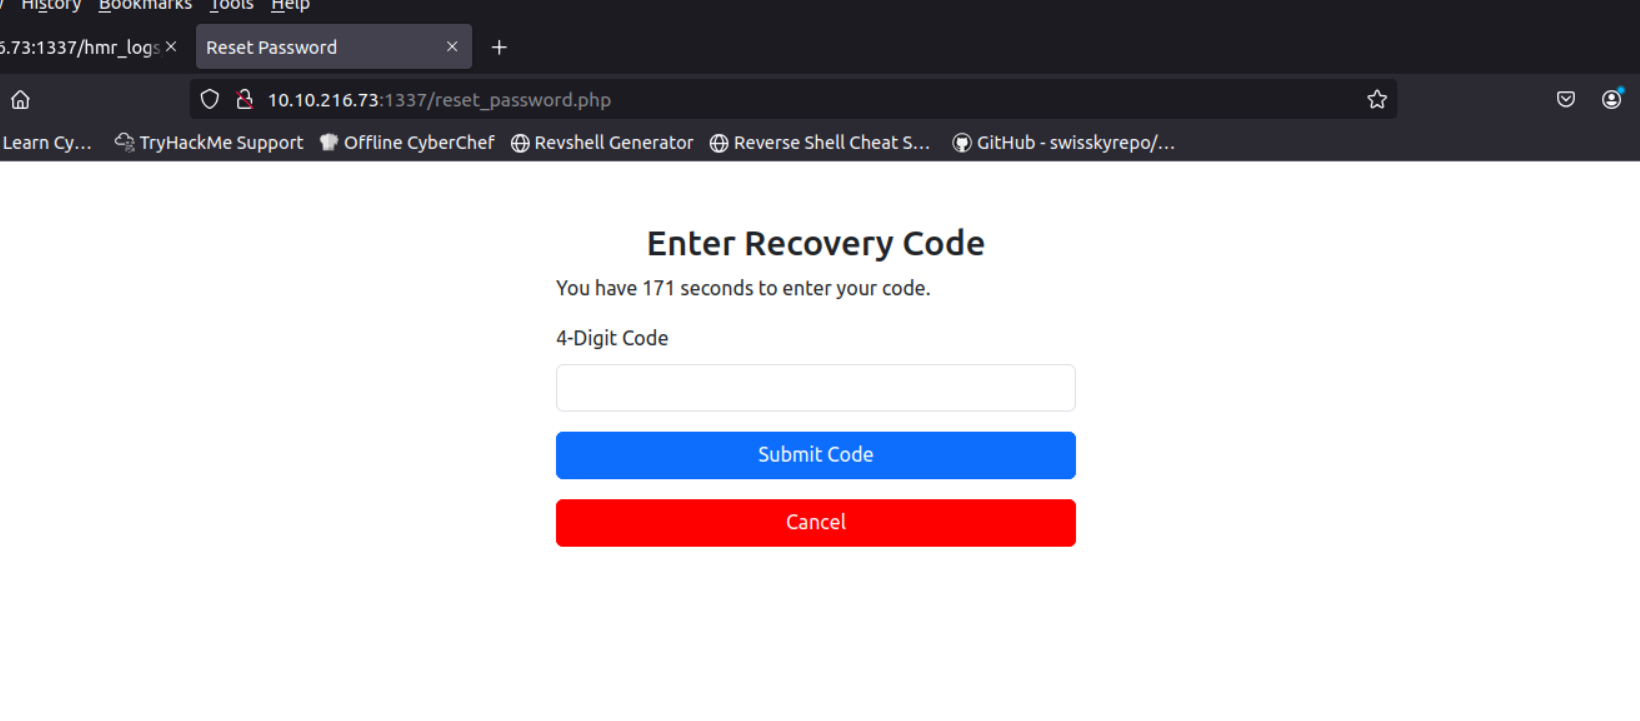 History Bookmarks Tools Help
6.73:1337/hmr_logs Reset Password
10.10.216.73:1337/reset_password.php
Learn Cy... TryHackMe Support Offline CyberChef Revshell Generator Reverse Shell Cheat S... GitHub - swisskyrepo/...
Enter Recovery Code
You have 171 seconds to enter your code.
4-Digit Code
Submit Code
Cancel